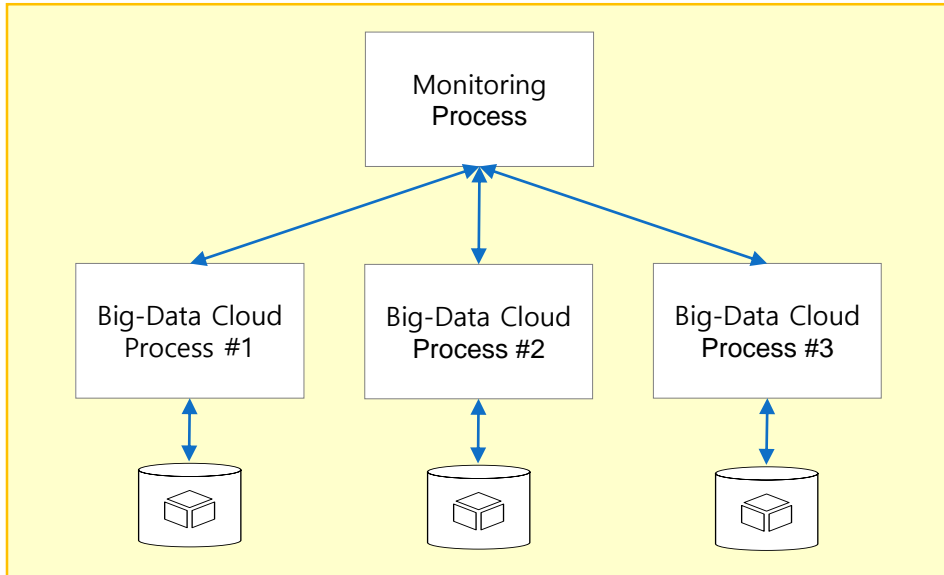 Monitoring
Process
Big-Data Cloud
Process #1
Big-Data Cloud
Process #2
Big-Data Cloud
Process #3